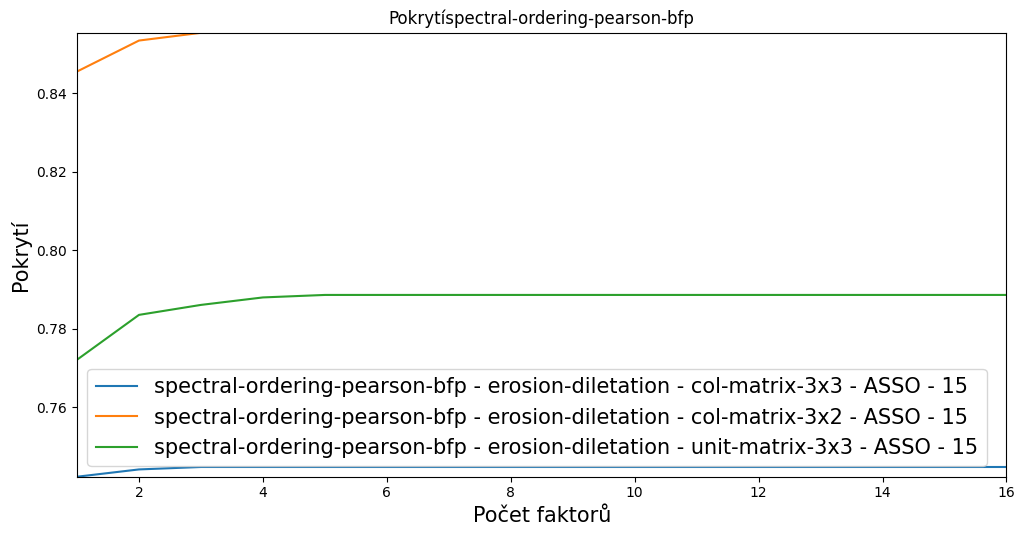 Pokrytíspectral-ordering-pearson-bfp
0.84
0.82
0.80
0.78
0.76
Pokrytí
spectral-ordering-pearson-bfp - erosion-diletation - col-matrix-3x3 - ASSO - 15
spectral-ordering-pearson-bfp - erosion-diletation - col-matrix-3x2 - ASSO - 15
spectral-ordering-pearson-bfp - erosion-diletation - unit-matrix-3x3 - ASSO - 15
2 4 6 8 10 12 14 16
Počet faktorů